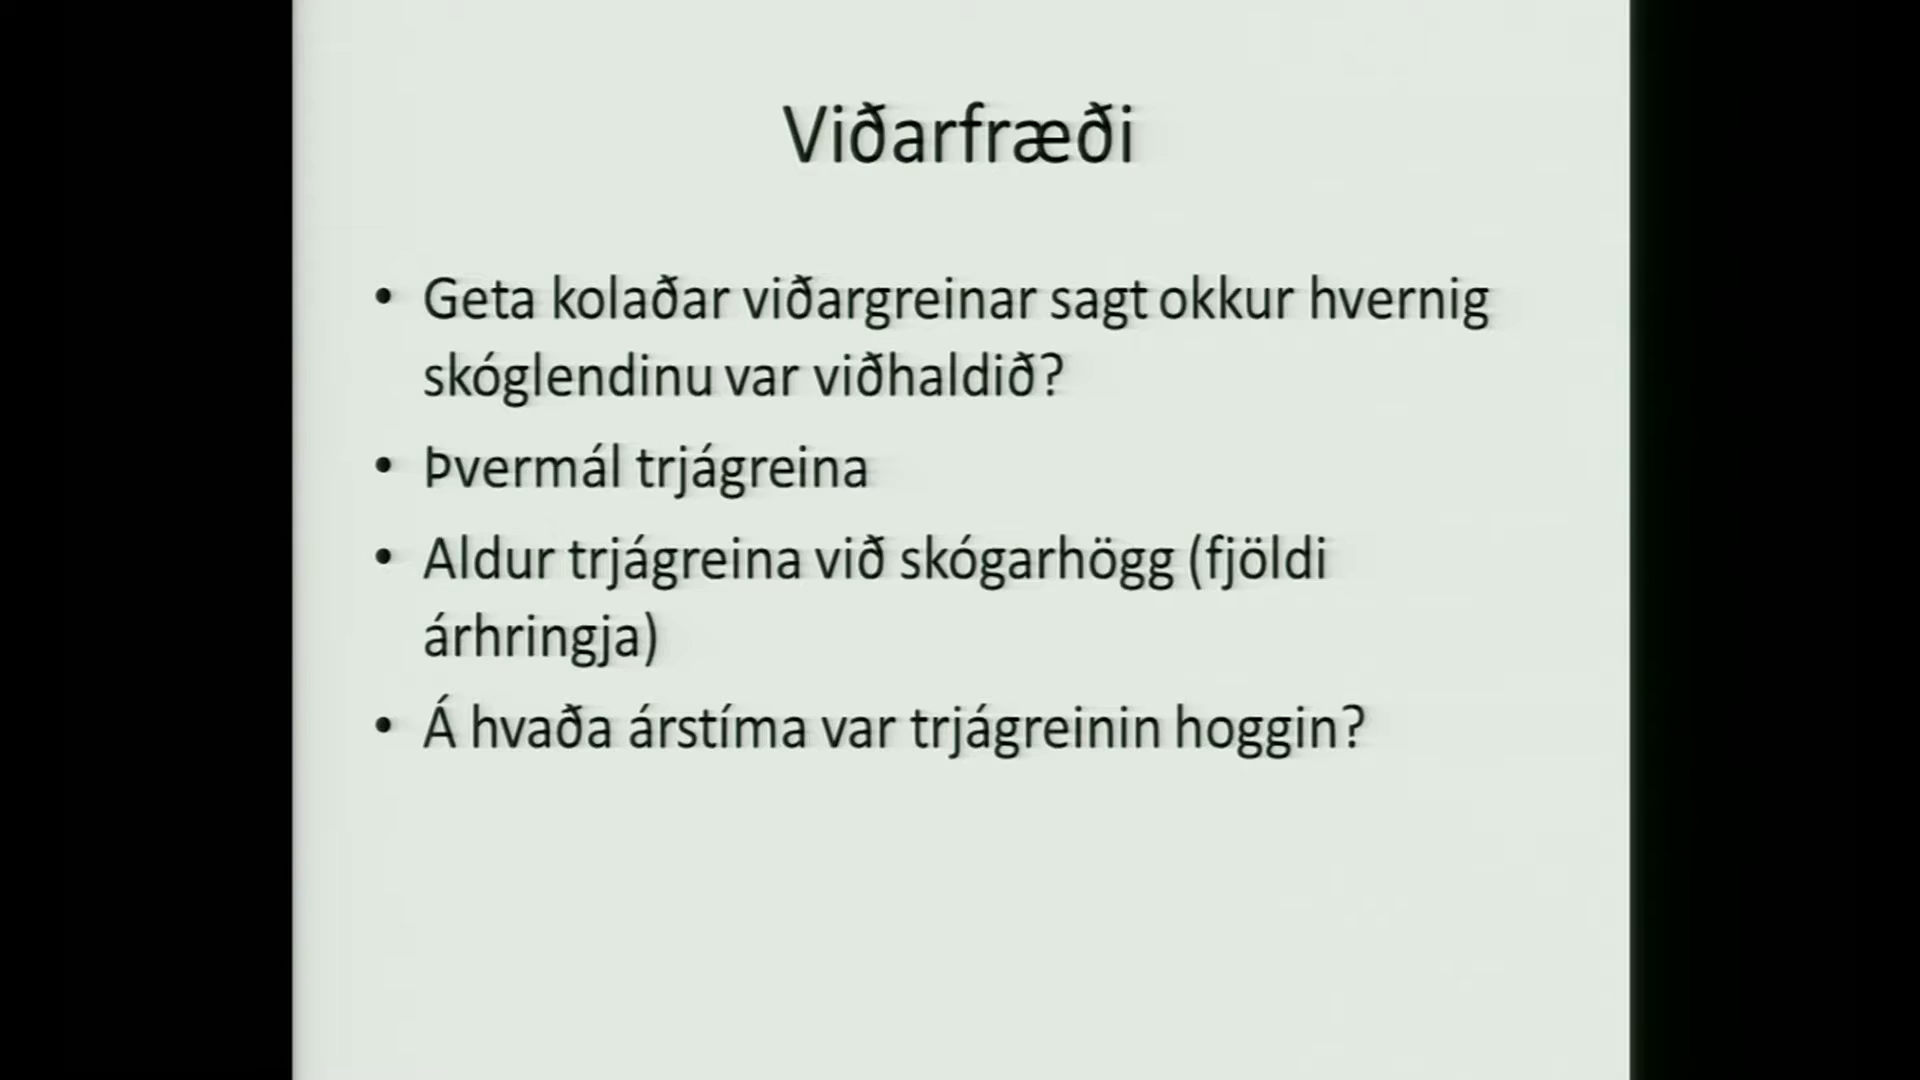 Viðarfræði
• Geta kolaðar viðargreinar sagt okkur hvernig
skóglendinu var viðhaldið?
• Þvermál trjágreina
• Aldur trjágreina við skógarhögg (fjöldi
árhringja)
• Á hvaða árstíma var trjágreinin hoggin?